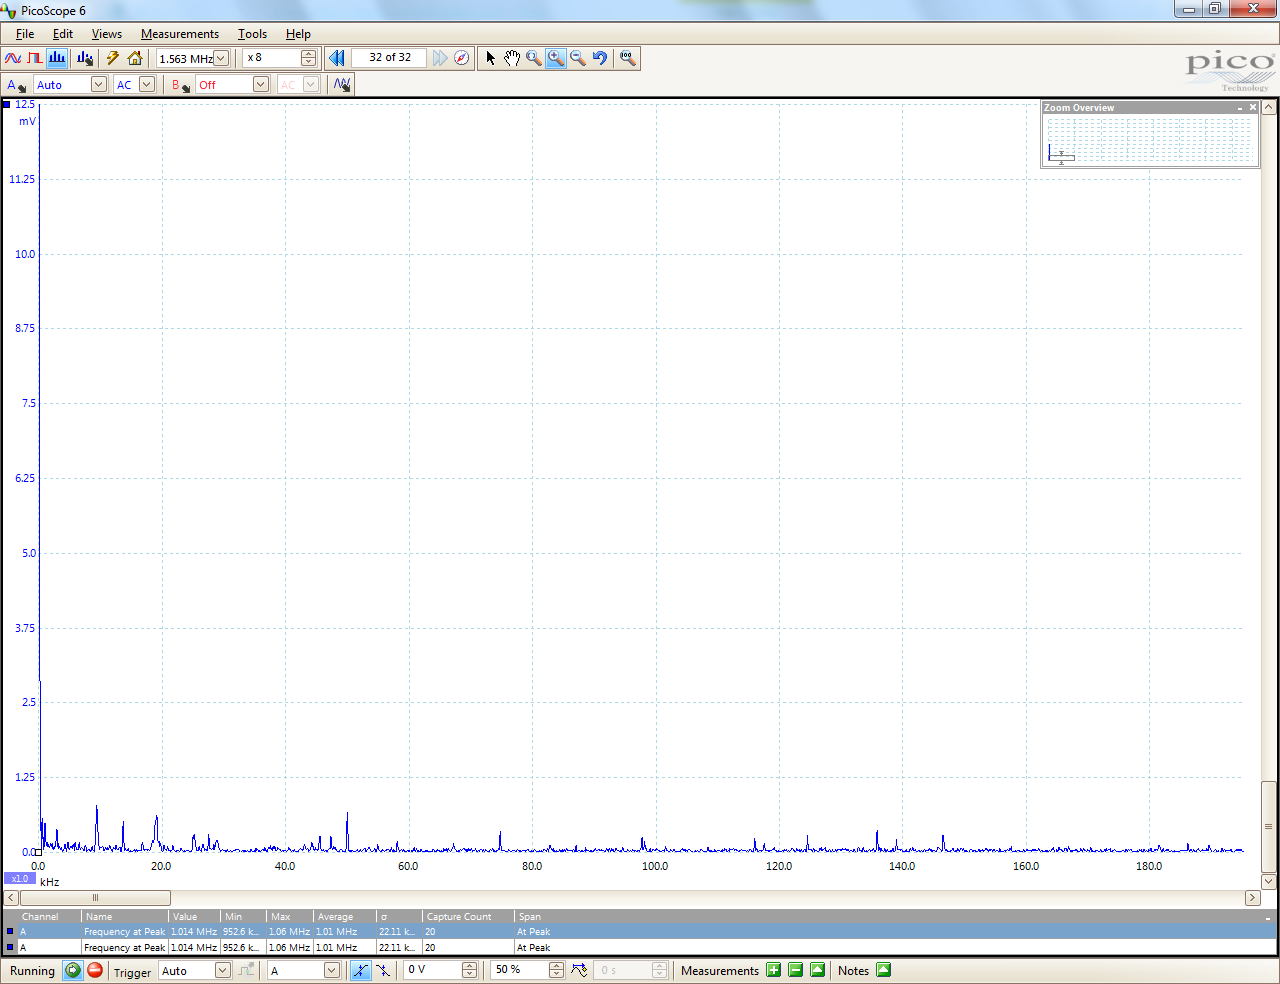 PicoScope 6
File Edit Views Measurements Tools Help
1.563 MHz x 8 32 of 32
pico
Technology
A Auto AC B Off AC
Zoom Overview
12.5
mV
11.25
10.0
8.75
7.5
6.25
5.0
3.75
2.5
1.25
0.0
0.0 20.0 40.0 60.0 80.0 100.0 120.0 140.0 160.0 180.0
x1.0 kHz
Channel Name Value Min Max Average σ Capture Count Span
A Frequency at Peak 1.014 MHz 952.6 k... 1.06 MHz 1.01 MHz 22.11 k... 20 At Peak
A Frequency at Peak 1.014 MHz 952.6 k... 1.06 MHz 1.01 MHz 22.11 k... 20 At Peak
Running Trigger Auto A 0 V 50 % 0 s Measurements Notes